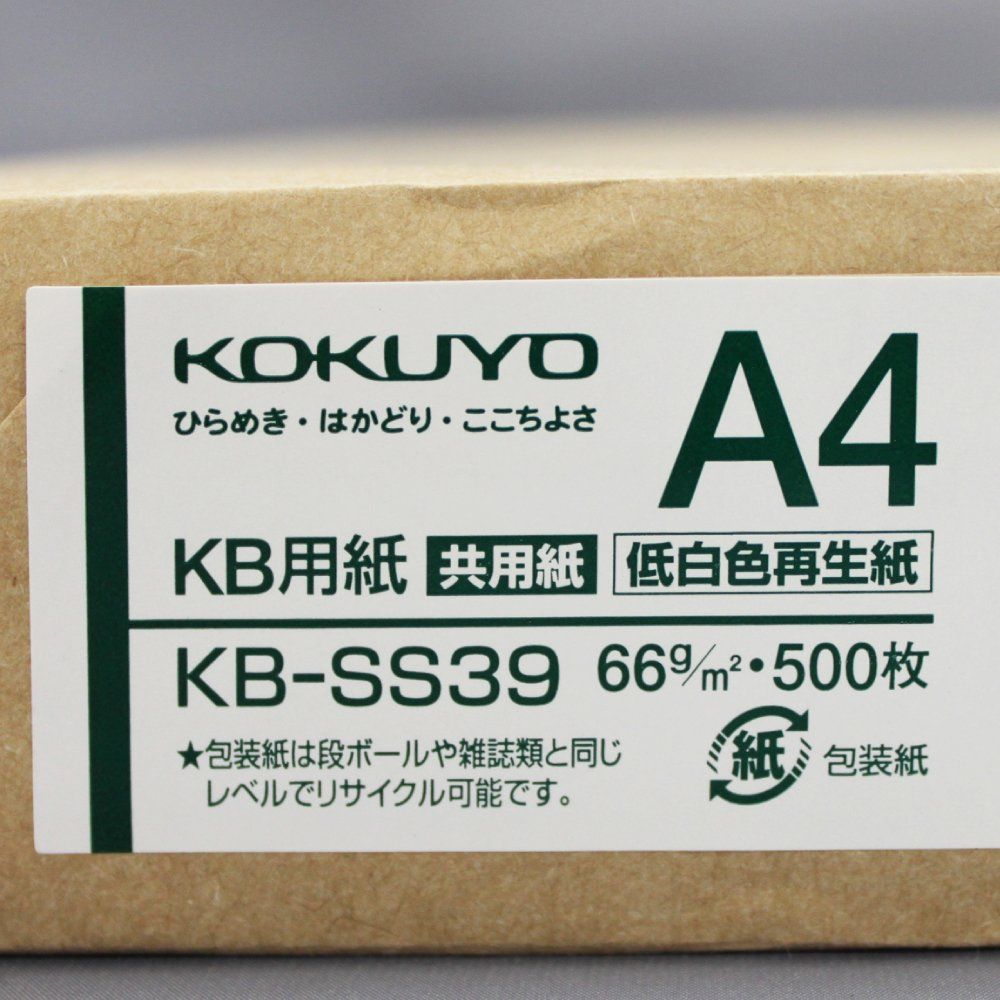 KOKUYO
ひらめき・はかどり・ここちよさ
A4
KB用紙 共用紙 低白色再生紙
KB-SS39 66g/m²・500枚
★包装紙は段ボールや雑誌類と同じ
レベルでリサイクル可能です。
紙 包装紙